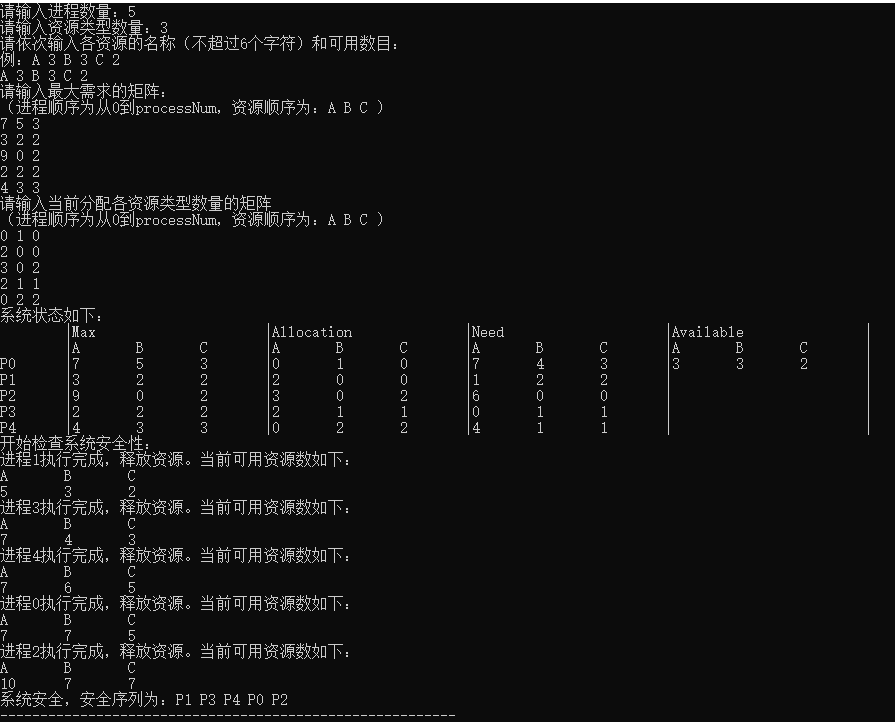 请输入进程数量：5
请输入资源类型数量：3
请依次输入各资源的名称（不超过6个字符）和可用数目：
例：A 3 B 3 C 2
A 3 B 3 C 2
请输入最大需求的矩阵：
（进程顺序为从0到processNum，资源顺序为：A B C ）
7 5 3
3 2 2
9 0 2
2 2 2
4 3 3
请输入当前分配各资源类型数量的矩阵
（进程顺序为从0到processNum，资源顺序为：A B C ）
0 1 0
2 0 0
3 0 2
2 1 1
0 2 2
系统状态如下：
|Max |Allocation |Need |Available |
|A B C |A B C |A B C |A B C |
P0 |7 5 3 |0 1 0 |7 4 3 |3 3 2 |
P1 |3 2 2 |2 0 0 |1 2 2 | |
P2 |9 0 2 |3 0 2 |6 0 0 | |
P3 |2 2 2 |2 1 1 |0 1 1 | |
P4 |4 3 3 |0 2 2 |4 1 1 | |
开始检查系统安全性：
进程1执行完成，释放资源。当前可用资源数如下：
A B C
5 3 2
进程3执行完成，释放资源。当前可用资源数如下：
A B C
7 4 3
进程4执行完成，释放资源。当前可用资源数如下：
A B C
7 6 5
进程0执行完成，释放资源。当前可用资源数如下：
A B C
7 7 5
进程2执行完成，释放资源。当前可用资源数如下：
A B C
10 7 7
系统安全，安全序列为：P1 P3 P4 P0 P2
---------------------------------------------------------